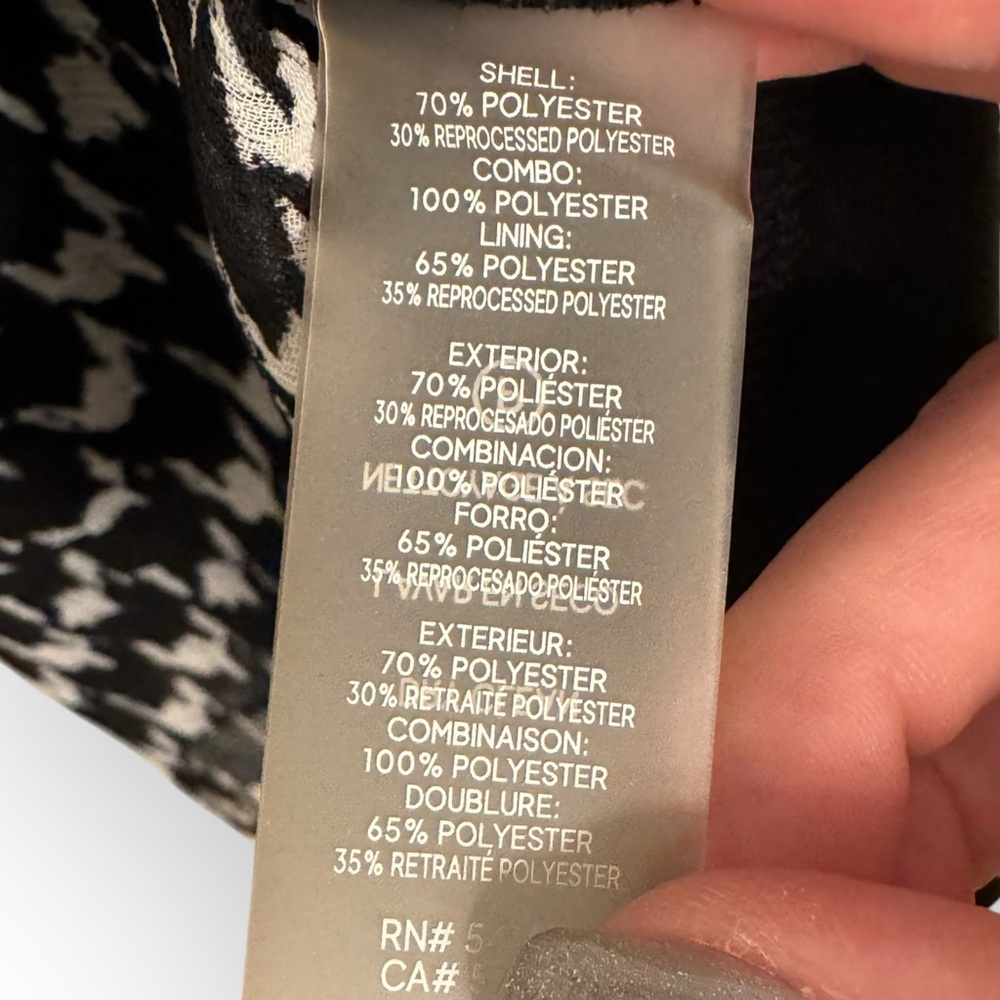 SHELL:
70% POLYESTER
30% REPROCESSED POLYESTER
COMBO:
100% POLYESTER
LINING:
65% POLYESTER
35% REPROCESSED POLYESTER
EXTERIOR:
70% POLIÉSTER
30% REPROCESADO POLIÉSTER
COMBINACION:
100% POLIÉSTER
FORRO:
65% POLIÉSTER
35% REPROCESADO POLIÉSTER
EXTERIEUR:
70% POLYESTER
30% RETRAITÉ POLYESTER
COMBINAISON:
100% POLYESTER
DOUBLURE:
65% POLYESTER
35% RETRAITÉ POLYESTER
RN#
CA#